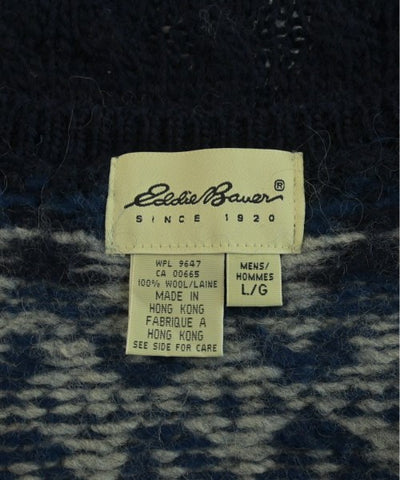 Eddie Bauer®
SINCE 1920
WPL 9647
CA 00665
100% WOOL/LAINE
MADE IN
HONG KONG
FABRIQUE A
HONG KONG
SEE SIDE FOR CARE
MENS/
HOMMES
L/G